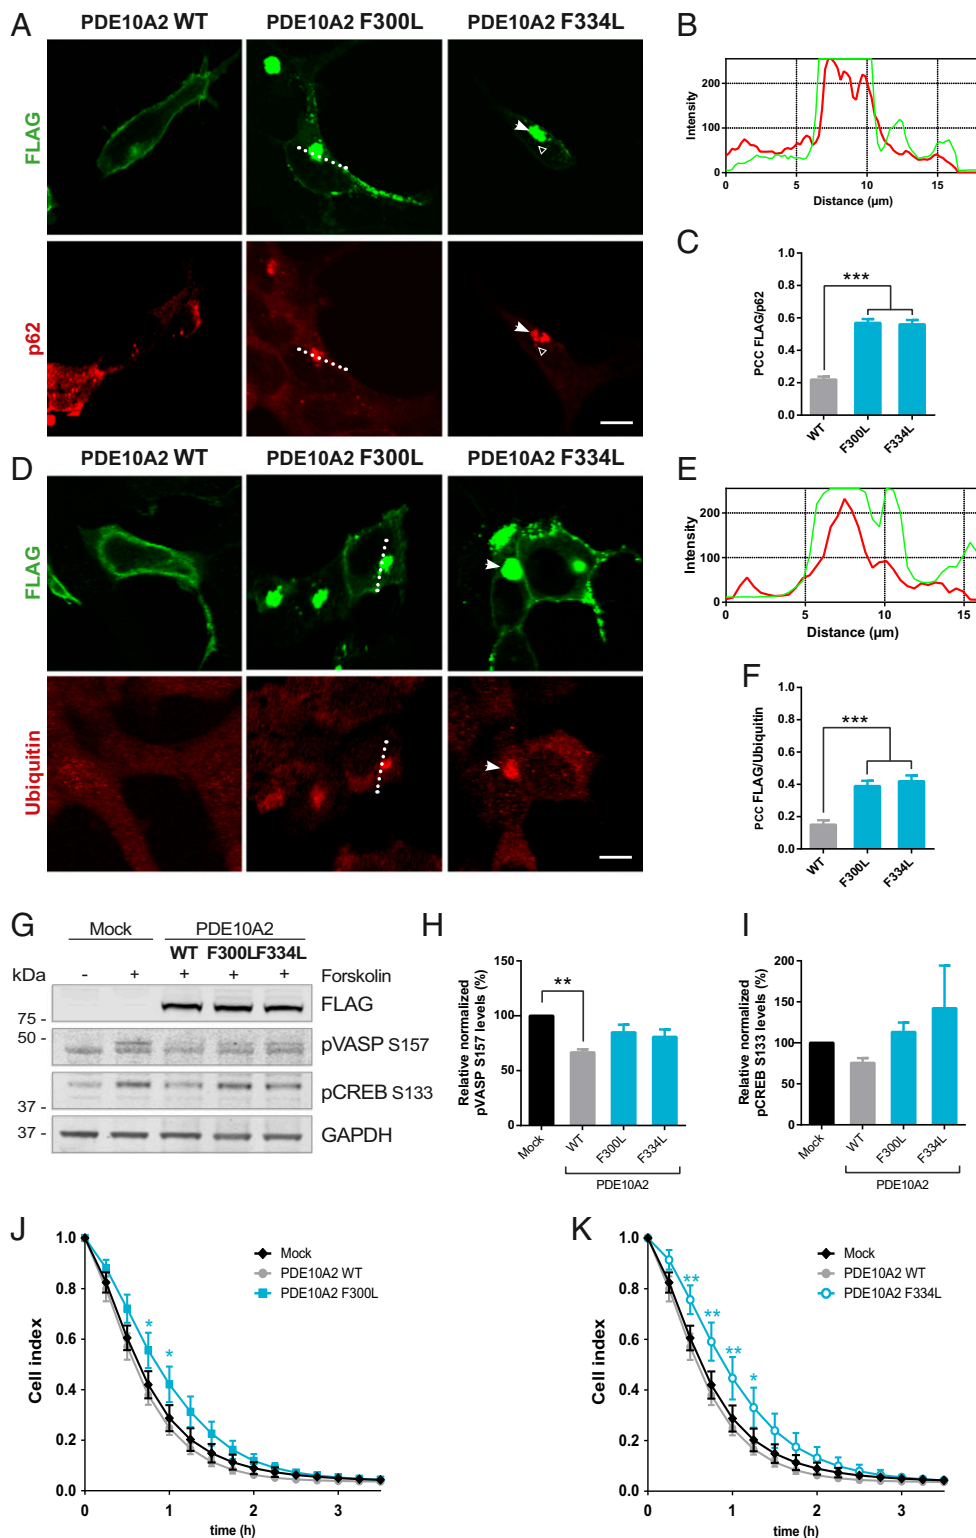 A
PDE10A2 WT
PDE10A2 F300L
PDE10A2 F334L
FLAG
p62
B
Intensity
200
100
0
0
5
10
15
Distance (µm)
C
PCC FLAG/p62
1.0
0.8
0.6
0.4
0.2
0.0
***
WT
F300L
F334L
D
PDE10A2 WT
PDE10A2 F300L
PDE10A2 F334L
FLAG
Ubiquitin
E
Intensity
200
100
0
0
5
10
15
Distance (µm)
F
PCC FLAG/Ubiquitin
1.0
0.8
0.6
0.4
0.2
0.0
***
WT
F300L
F334L
G
Mock
PDE10A2
WT F300L F334L
kDa
- + + + + Forskolin
75 -
FLAG
50 -
pVASP S157
37 -
pCREB S133
37 -
GAPDH
H
Relative normalized
pVASP S157 levels (%)
150
100
50
0
**
Mock
WT
F300L
F334L
PDE10A2
I
Relative normalized
pCREB S133 levels (%)
150
100
50
0
Mock
WT
F300L
F334L
PDE10A2
J
Cell index
1.0
0.8
0.6
0.4
0.2
0.0
Mock
PDE10A2 WT
PDE10A2 F300L
*
*
0
1
2
3
time (h)
K
Cell index
1.0
0.8
0.6
0.4
0.2
0.0
Mock
PDE10A2 WT
PDE10A2 F334L
**
**
**
*
0
1
2
3
time (h)